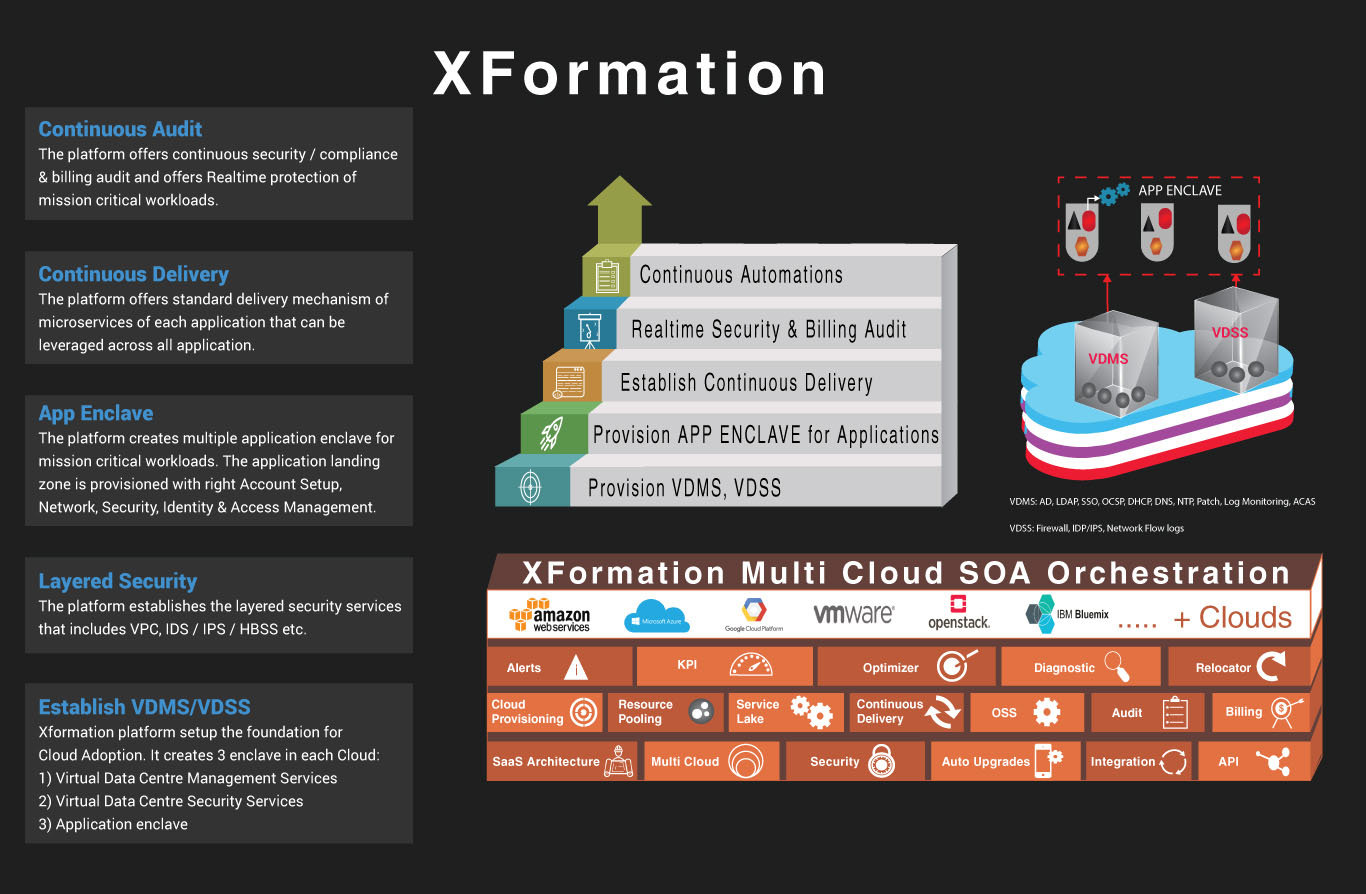 XFormation
Continuous Audit
The platform offers continuous security / compliance
& billing audit and offers Realtime protection of
mission critical workloads.
Continuous Delivery
The platform offers standard delivery mechanism of
microservices of each application that can be
leveraged across all application.
App Enclave
The platform creates multiple application enclave for
mission critical workloads. The application landing
zone is provisioned with right Account Setup,
Network, Security, Identity & Access Management.
Layered Security
The platform establishes the layered security services
that includes VPC, IDS / IPS / HBSS etc.
Establish VDMS/VDSS
Xformation platform setup the foundation for
Cloud Adoption. It creates 3 enclave in each Cloud:
1) Virtual Data Centre Management Services
2) Virtual Data Centre Security Services
3) Application enclave
Continuous Automations
Realtime Security & Billing Audit
Establish Continuous Delivery
Provision APP ENCLAVE for Applications
Provision VDMS, VDSS
APP ENCLAVE
VDSS
VDMS
VDMS: AD, LDAP, SSO, OCSP, DHCP, DNS, NTP, Patch, Log Monitoring, ACAS
VDSS: Firewall, IDP/IPS, Network Flow logs
XFormation Multi Cloud SOA Orchestration
amazon
webservices
Microsoft Azure
Google Cloud Platform
vmware®
openstack.
IBM Bluemix
..... + Clouds
Alerts
KPI
Optimizer
Diagnostic
Relocator
Cloud
Provisioning
Resource
Pooling
Service
Lake
Continuous
Delivery
OSS
Audit
Billing
SaaS Architecture
Multi Cloud
Security
Auto Upgrades
Integration
API